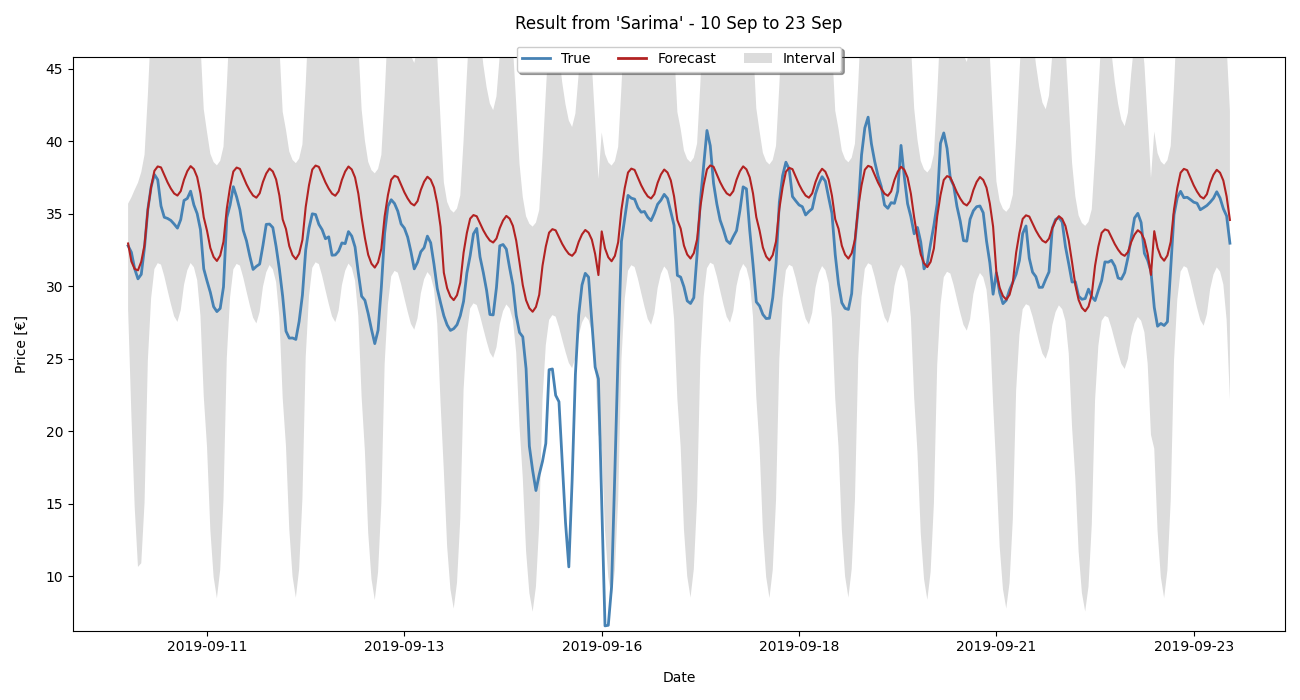 Result from 'Sarima' - 10 Sep to 23 Sep
True Forecast Interval
45
40
35
30
25
20
15
10
Price [€]
2019-09-11 2019-09-13 2019-09-16 2019-09-18 2019-09-21 2019-09-23
Date